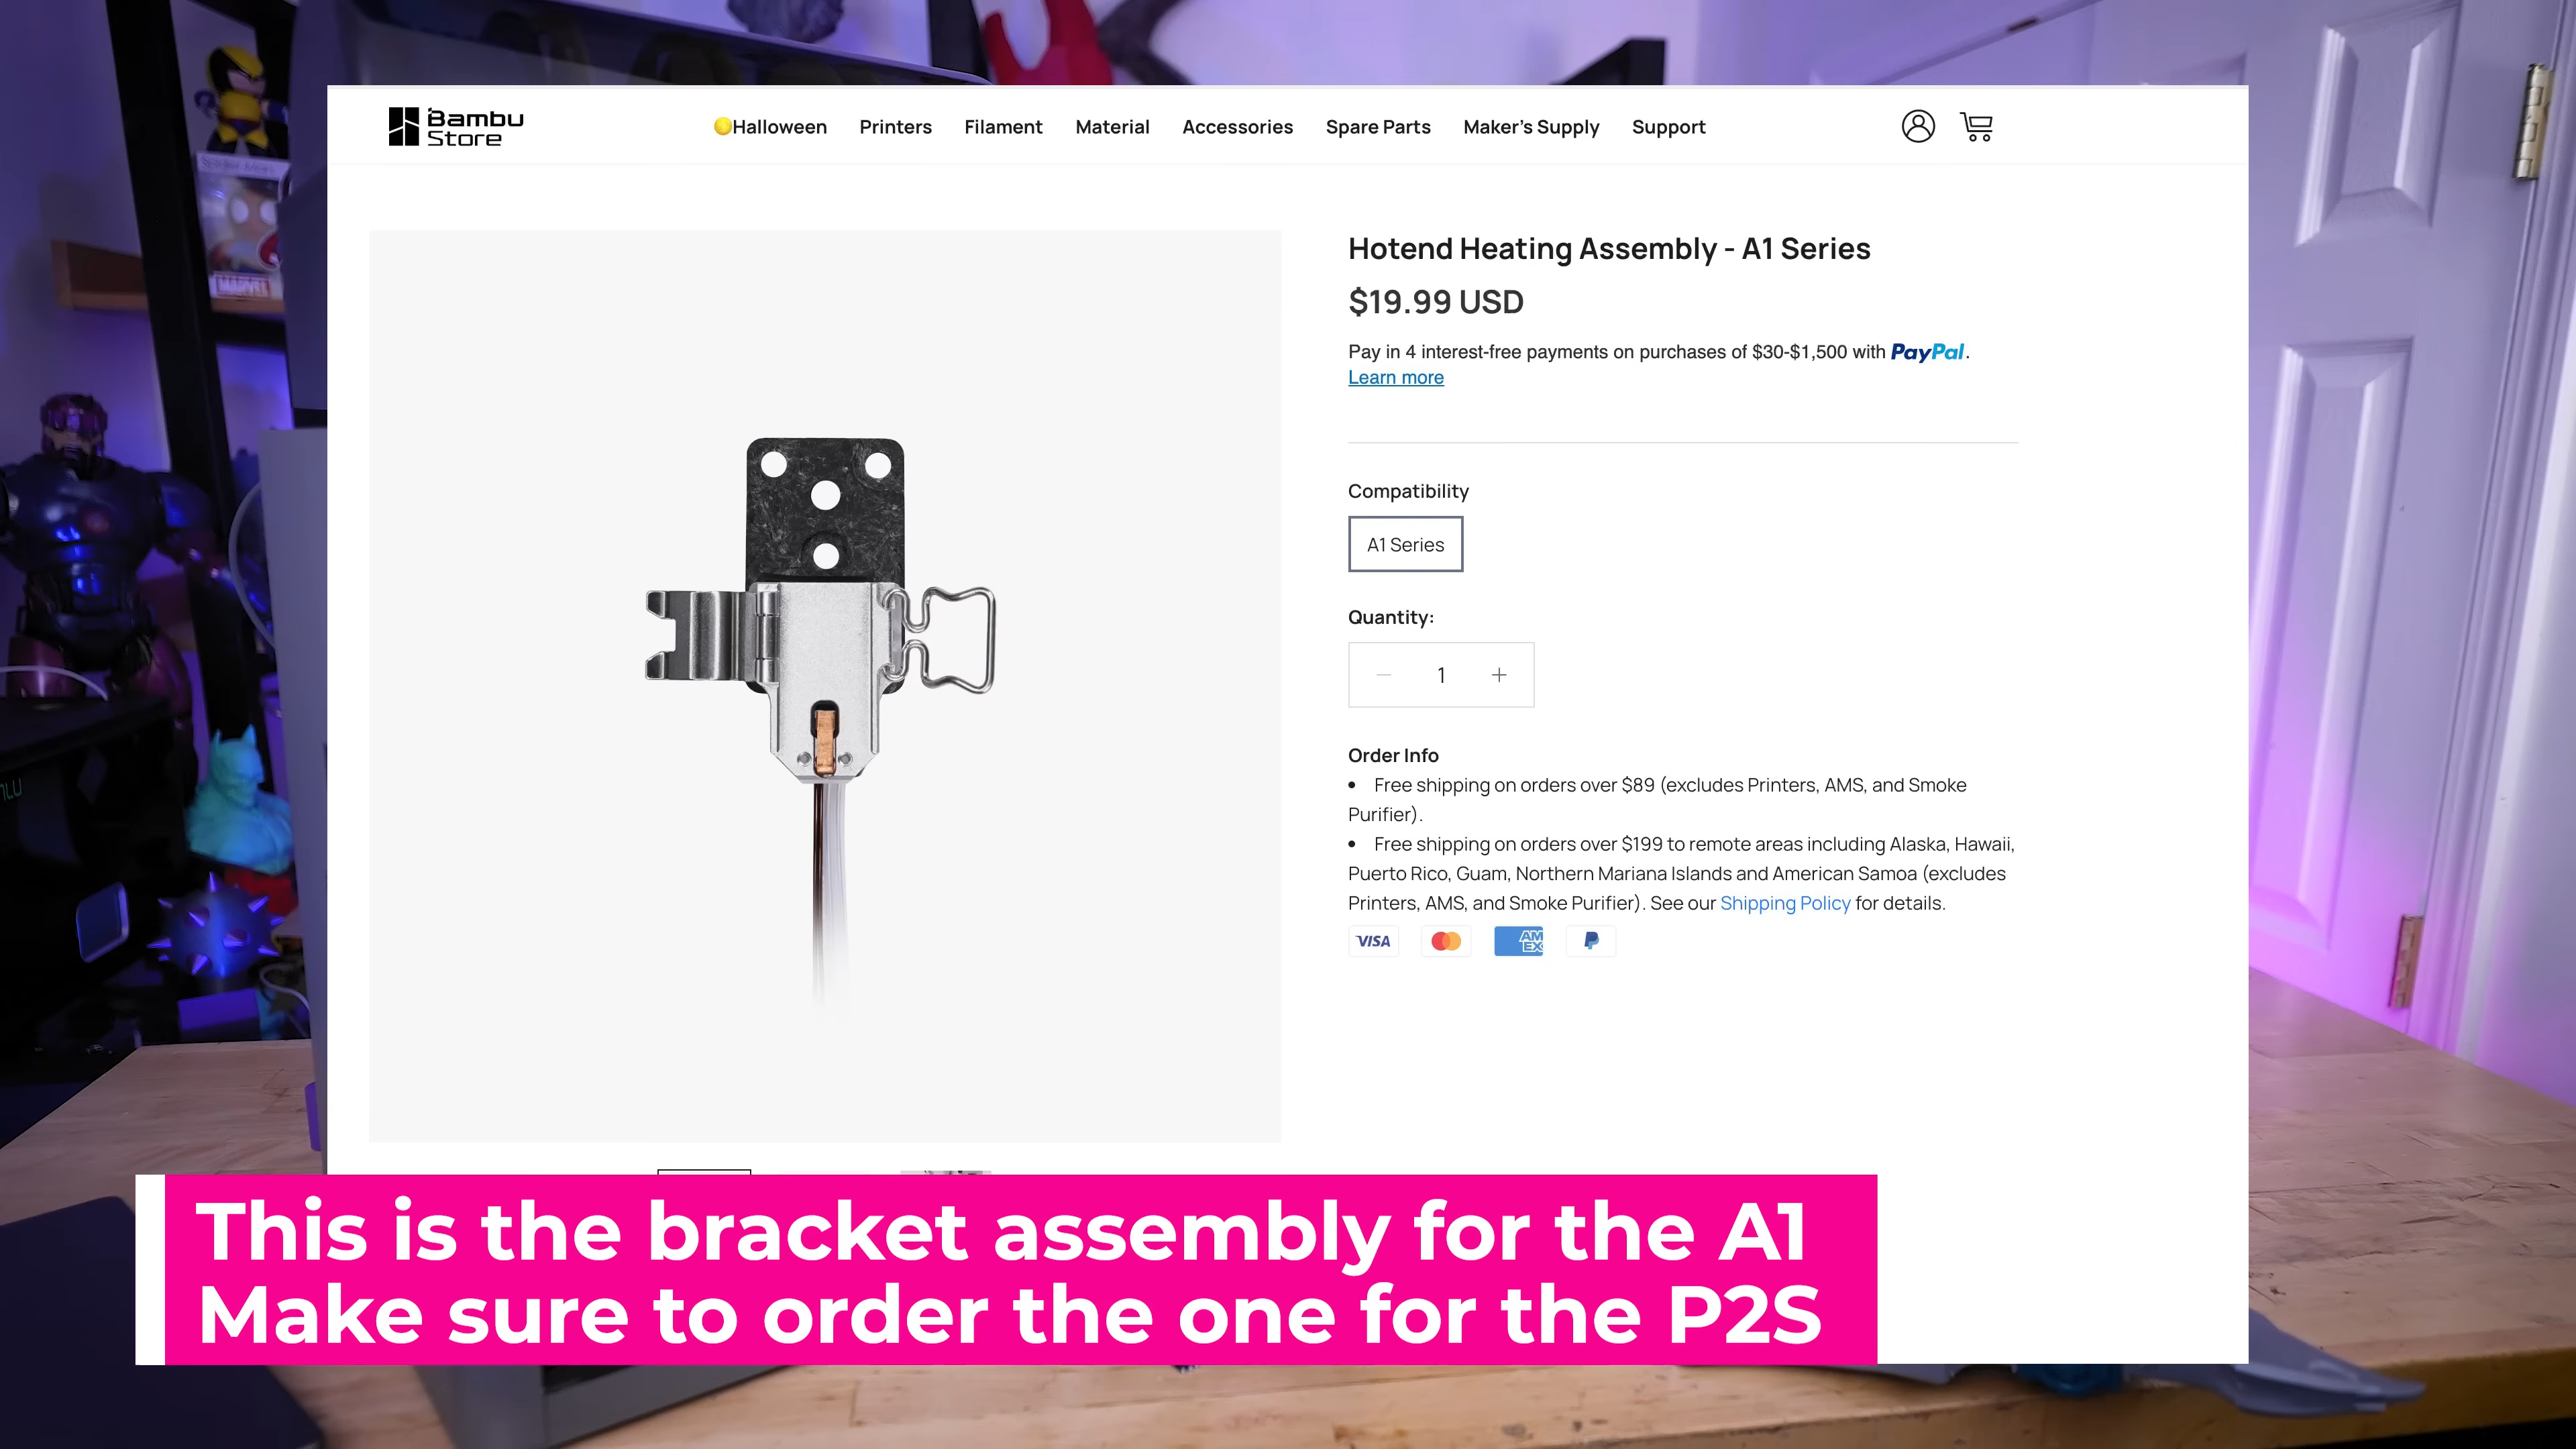 Bambu
Store
Halloween
Printers
Filament
Material
Accessories
Spare Parts
Maker's Supply
Support
Hotend Heating Assembly - A1 Series
$19.99 USD
Pay in 4 interest-free payments on purchases of $30-$1,500 with PayPal.
Learn more
Compatibility
A1 Series
Quantity:
− 1 +
Order Info
• Free shipping on orders over $89 (excludes Printers, AMS, and Smoke
Purifier).
• Free shipping on orders over $199 to remote areas including Alaska, Hawaii,
Puerto Rico, Guam, Northern Mariana Islands and American Samoa (excludes
Printers, AMS, and Smoke Purifier). See our Shipping Policy for details.
VISA
AM
EX
MARVEL
This is the bracket assembly for the A1
Make sure to order the one for the P2S